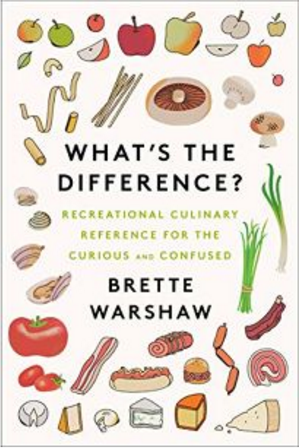 WHAT'S THE
DIFFERENCE?
RECREATIONAL CULINARY
REFERENCE FOR THE
CURIOUS AND CONFUSED
BRETTE
WARSHAW